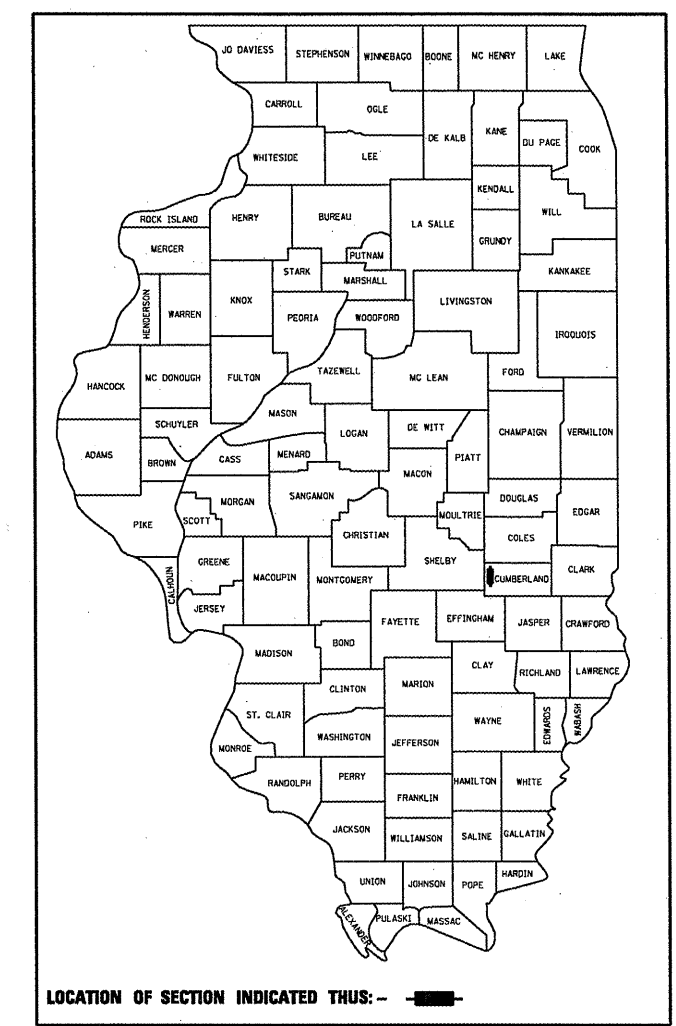 JO DAVIESS STEPHENSON WINNEBAGO BOONE MC HENRY LAKE
CARROLL OGLE DE KALB KANE DU PAGE COOK
WHITESIDE LEE KENDALL
ROCK ISLAND HENRY BUREAU LA SALLE GRUNDY WILL
MERCER PUTNAM
STARK MARSHALL KANKAKEE
HENDERSON WARREN KNOX PEORIA WOODFORD LIVINGSTON IROQUOIS
HANCOCK MC DONOUGH FULTON TAZEWELL MC LEAN FORD
MASON
ADAMS SCHUYLER LOGAN DE WITT CHAMPAIGN VERMILION
BROWN CASS MENARD MACON PIATT
PIKE SCOTT MORGAN SANGAMON MOULTRIE DOUGLAS EDGAR
CHRISTIAN SHELBY COLES
CALHOUN GREENE MACOUPIN MONTGOMERY CUMBERLAND CLARK
JERSEY
FAYETTE EFFINGHAM JASPER CRAWFORD
MADISON BOND
CLINTON MARION CLAY RICHLAND LAWRENCE
ST. CLAIR WAYNE EDWARDS WABASH
MONROE WASHINGTON JEFFERSON
RANDOLPH PERRY HAMILTON WHITE
FRANKLIN
JACKSON WILLIAMSON SALINE GALLATIN
UNION JOHNSON POPE HARDIN
ALEXANDER PULASKI MASSAC
LOCATION OF SECTION INDICATED THUS:-